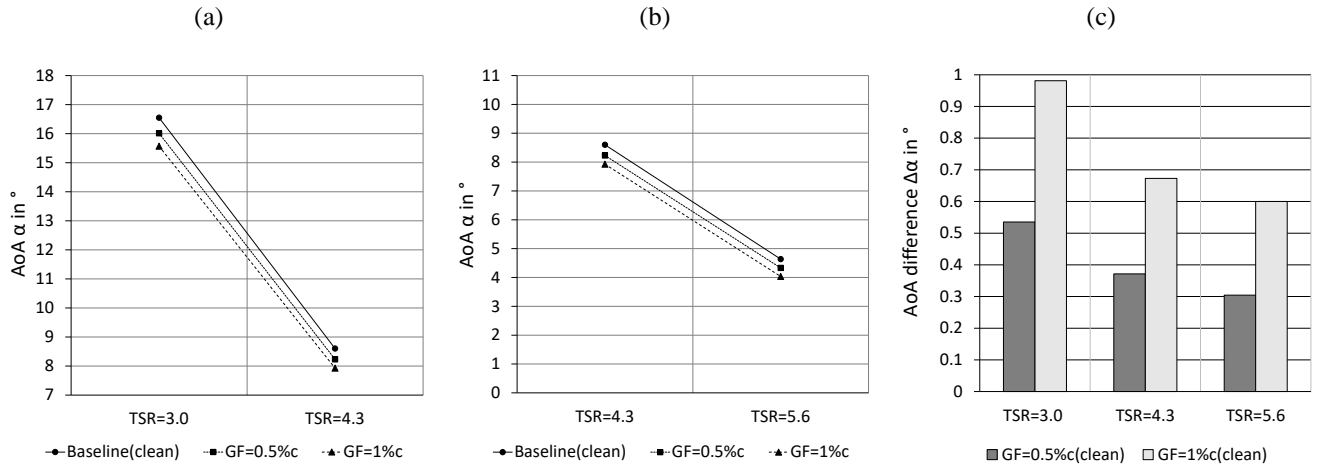 (a)
AoA α in °
18
17
16
15
14
13
12
11
10
9
8
7
TSR=3.0 TSR=4.3
Baseline(clean) GF=0.5%c GF=1%c
(b)
AoA α in °
11
10
9
8
7
6
5
4
3
2
1
0
TSR=4.3 TSR=5.6
Baseline(clean) GF=0.5%c GF=1%c
(c)
AoA difference Δα in °
1
0.9
0.8
0.7
0.6
0.5
0.4
0.3
0.2
0.1
0
TSR=3.0 TSR=4.3 TSR=5.6
GF=0.5%c(clean) GF=1%c(clean)